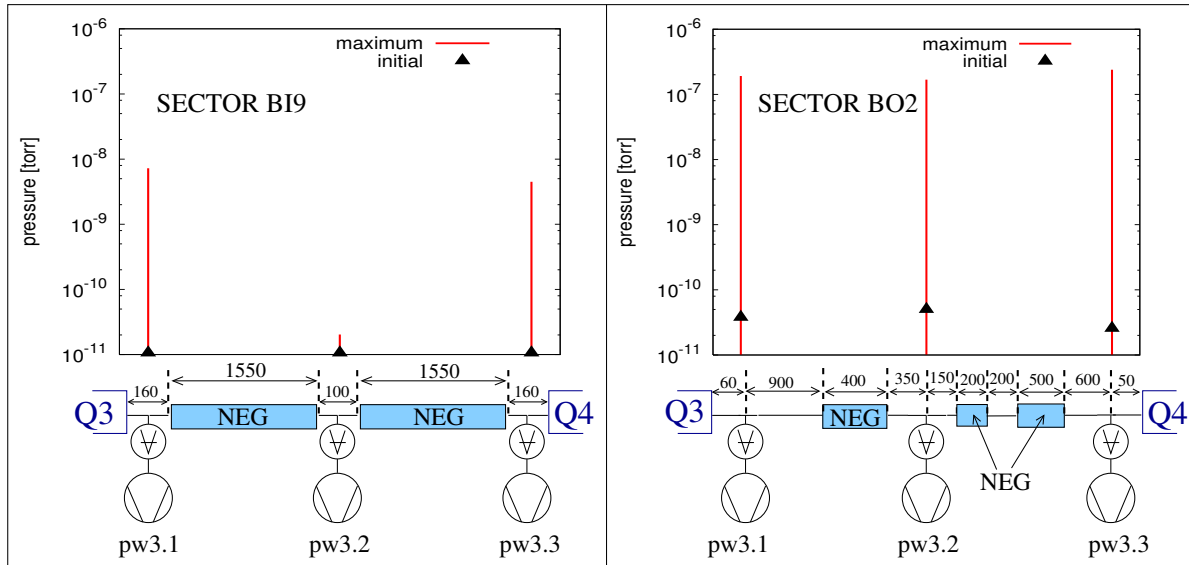 10^-6
10^-7
10^-8
10^-9
10^-10
10^-11
pressure [torr]
maximum
initial
SECTOR BI9
1550 1550
160 100 160
Q3 NEG NEG Q4
pw3.1 pw3.2 pw3.3
10^-6
10^-7
10^-8
10^-9
10^-10
10^-11
pressure [torr]
maximum
initial
SECTOR BO2
60 900 400 350 150 200 200 500 600 50
Q3 NEG Q4
NEG
pw3.1 pw3.2 pw3.3